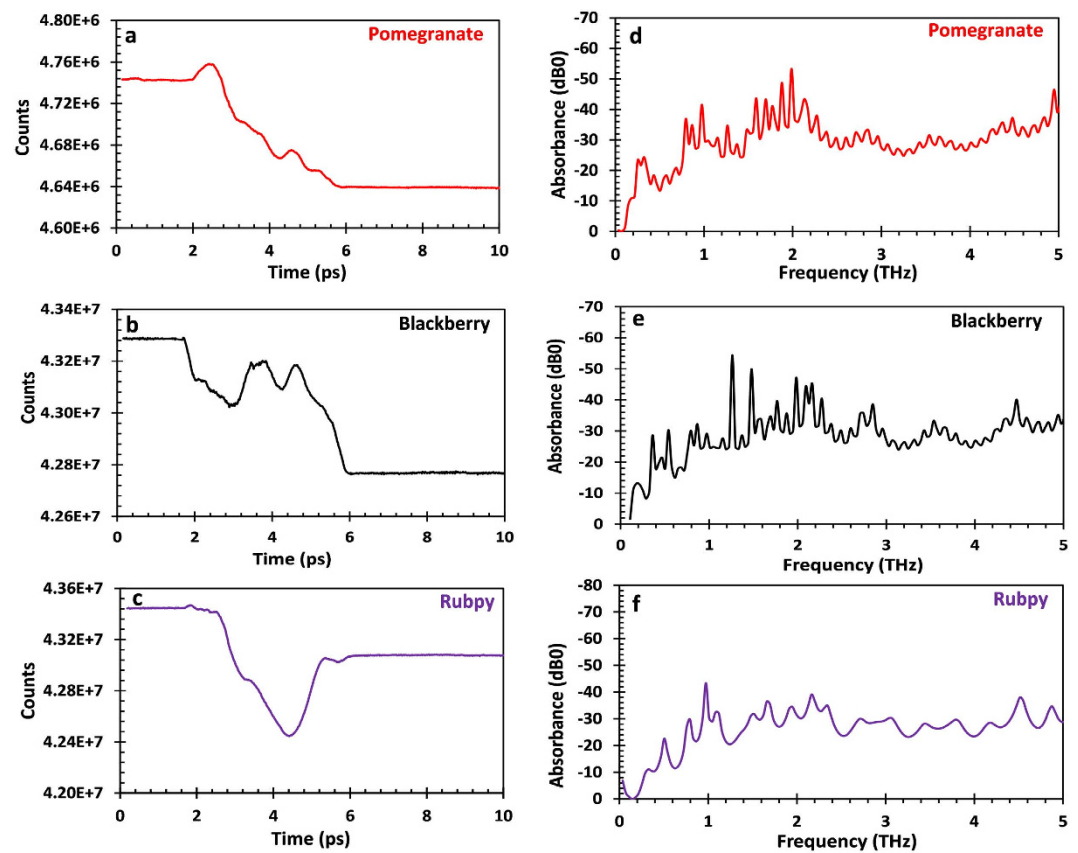 a
Pomegranate
4.80E+6
4.76E+6
4.72E+6
4.68E+6
4.64E+6
4.60E+6
Counts
0 2 4 6 8 10
Time (ps)
d
Pomegranate
-70
-60
-50
-40
-30
-20
-10
0
Absorbance (dB0)
0 1 2 3 4 5
Frequency (THz)
b
Blackberry
4.34E+7
4.32E+7
4.30E+7
4.28E+7
4.26E+7
Counts
0 2 4 6 8 10
Time (ps)
e
Blackberry
-70
-60
-50
-40
-30
-20
-10
0
Absorbance (dB0)
0 1 2 3 4 5
Frequency (THz)
c
Rubpy
4.36E+7
4.32E+7
4.28E+7
4.24E+7
4.20E+7
Counts
0 2 4 6 8 10
Time (ps)
f
Rubpy
-80
-70
-60
-50
-40
-30
-20
-10
0
Absorbance (dB0)
0 1 2 3 4 5
Frequency (THz)